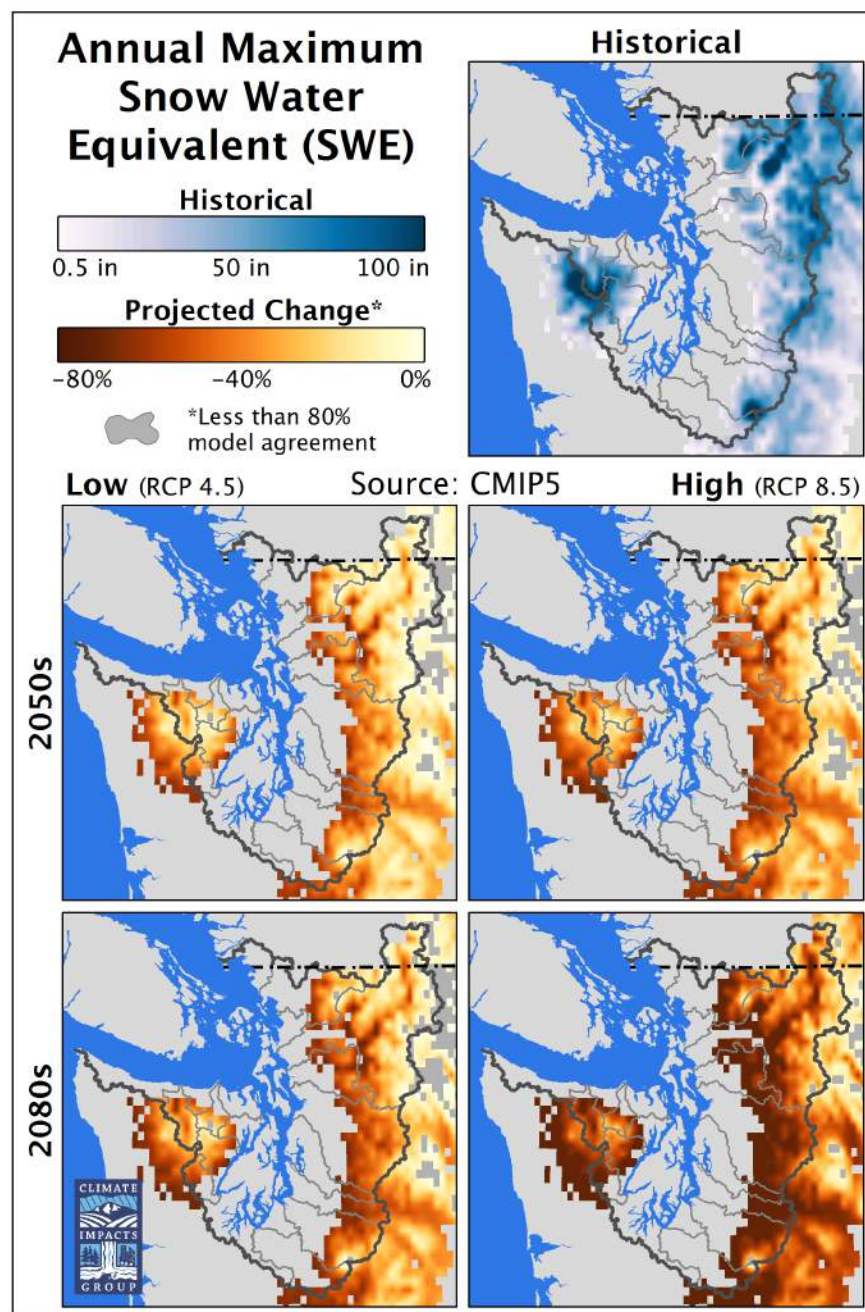 Annual Maximum
Snow Water
Equivalent (SWE)
Historical
0.5 in 50 in 100 in
Projected Change*
−80% −40% 0%
*Less than 80%
model agreement
Historical
Low (RCP 4.5) Source: CMIP5 High (RCP 8.5)
2050s
2080s
CLIMATE
IMPACTS
GROUP